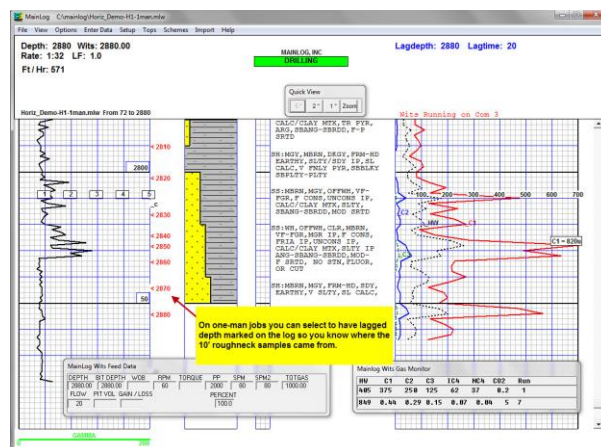 MainLog C:\mainlog\Horiz_Demo-H1-1man.mlw
File View Options Enter Data Setup Tops Schemes Import Help
Depth: 2880 Wits: 2880.00
Rate: 1:32 LF: 1.0
Ft / Hr: 571
MAINLOG, INC
DRILLING
Lagdepth: 2880 Lagtime: 20
Quick View
5" 2" 1" Zoom
Horiz_Demo-H1-1man.mlw From 72 to 2880
Wits Running on Com 3
CALC/CLAY MTX,TR PYR,
ARG,SBANG-SBRDD,F-P
SRTD
SH:MGY,MBRN,DKGY,FRM-HD
EARTHY,SLTY/SDY IP,SL
CALC,V FNLY PYR,SBBLKY
SBPLTY-PLTY
SS:MBRN,MGY,OFFWH,VF-
FGR,F CONS,UNCONS IP,
CALC/CLAY MTX,SLTY,
ANG-SBRDD,MOD SRTD
SS:WH,OFFWH,CLR,MBRN,
VF-FGR,MGR IP,F CONS,
FRIA IP,UNCONS IP,
CALC/CLAY MTX,SLTY IP
ANG-SBANG-SBRDD,MOD-
F SRTD, NO STN,FLUOR,
OR CUT
SH:MBRN,MGY,FRM-HD,SDY,
EARTHY,V SLTY,SL CALC,
< 2810
2800
< 2820
1 2 3 4 5
< 2830
< 2840
< 2850
< 2860
< 2870
50
< 2880
100 200 300 400 500 600 700
HW C1
C2
C1 = 820u
On one-man jobs you can select to have lagged
depth marked on the log so you know where the
10' roughneck samples came from.
MainLog Wits Feed Data
DEPTH BIT DEPTH WOB RPM TORQUE PP SPM SPM2 TOTGAS
2880.00 2880.00 60 2000 60 80 1000.00
FLOW PIT VOL GAIN / LOSS PERCENT
20 100.0
Mainlog Wits Gas Monitor
HW C1 C2 C3 IC4 NC4 CO2 Run
405 375 250 125 62 37 0.2 1
849 0.44 0.29 0.15 0.07 0.04 5 7
GAMMA